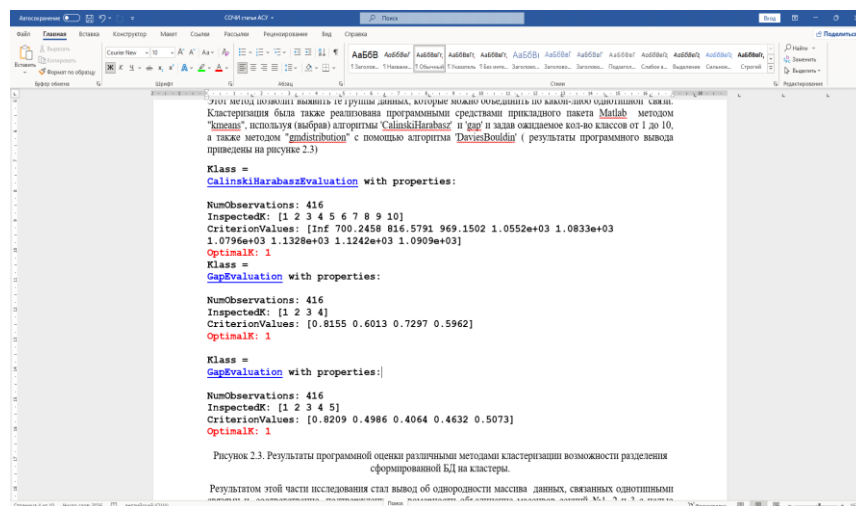 Автосохранение
СОЧИ статья АСУ
Поиск
Вход
Файл Главная Вставка Конструктор Макет Ссылки Рассылки Рецензирование Вид Справка
Поделиться
Вставить
Вырезать
Копировать
Формат по образцу
Courier New 10
Найти
Заменить
Выделить
Буфер обмена Шрифт Абзац Стили Редактирование
Этот метод позволит выявить те группы данных, которые можно объединить по какой-либо однотипной связи.
Кластеризация была также реализована программными средствами прикладного пакета Matlab методом
"kmeans", используя (выбрав) алгоритмы 'CalinskiHarabasz' и 'gap' и задав ожидаемое кол-во классов от 1 до 10,
а также методом "gmdistribution" с помощью алгоритма 'DaviesBouldin' ( результаты программного вывода
приведены на рисунке 2.3)
Klass =
CalinskiHarabaszEvaluation with properties:
NumObservations: 416
InspectedK: [1 2 3 4 5 6 7 8 9 10]
CriterionValues: [Inf 700.2458 816.5791 969.1502 1.0552e+03 1.0833e+03
1.0796e+03 1.1328e+03 1.1242e+03 1.0909e+03]
OptimalK: 1
Klass =
GapEvaluation with properties:
NumObservations: 416
InspectedK: [1 2 3 4]
CriterionValues: [0.8155 0.6013 0.7297 0.5962]
OptimalK: 1
Klass =
GapEvaluation with properties:
NumObservations: 416
InspectedK: [1 2 3 4 5]
CriterionValues: [0.8209 0.4986 0.4064 0.4632 0.5073]
OptimalK: 1
Рисунок 2.3. Результаты программной оценки различными методами кластеризации возможности разделения
сформированной БД на кластеры.
Результатом этой части исследования стал вывод об однородности массива данных, связанных однотипными
Поиск